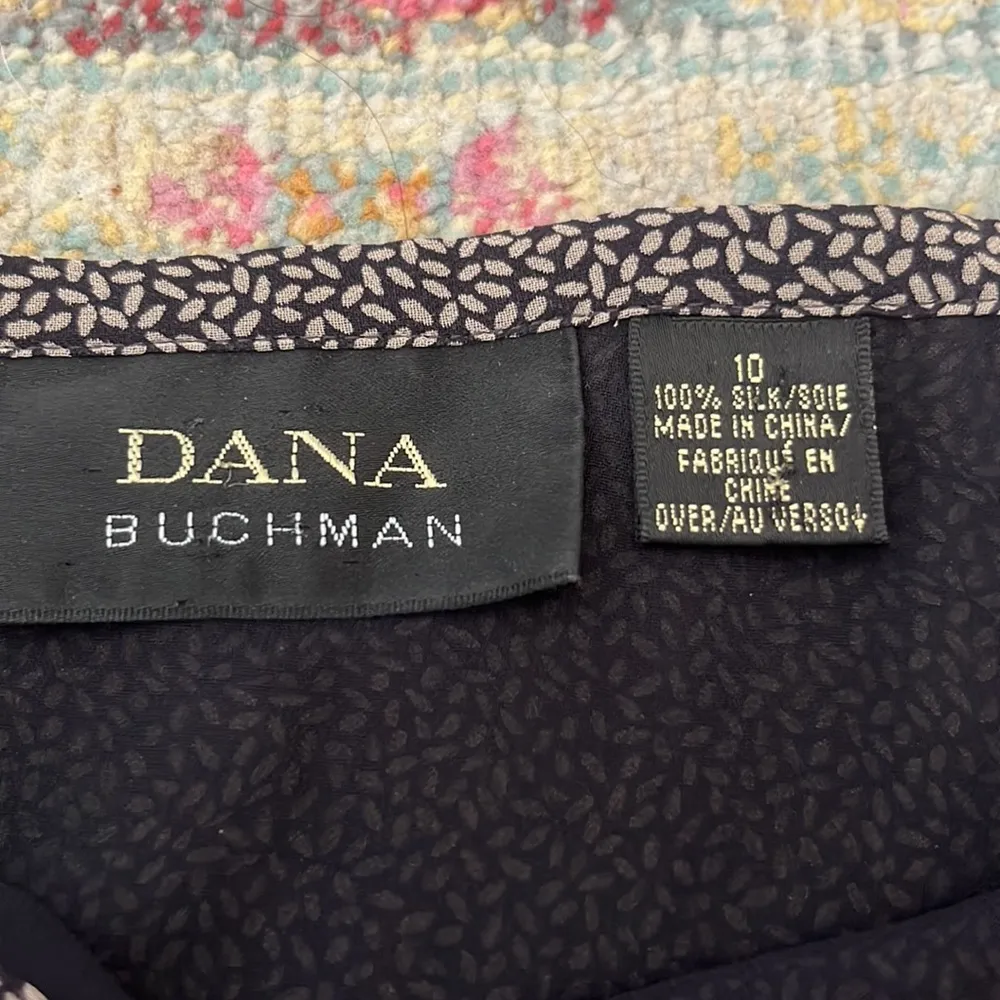 DANA
BUCHMAN
10
100% SILK/SOIE
MADE IN CHINA/
FABRIQUÉ EN
CHINE
OVER/AU VERSO↓